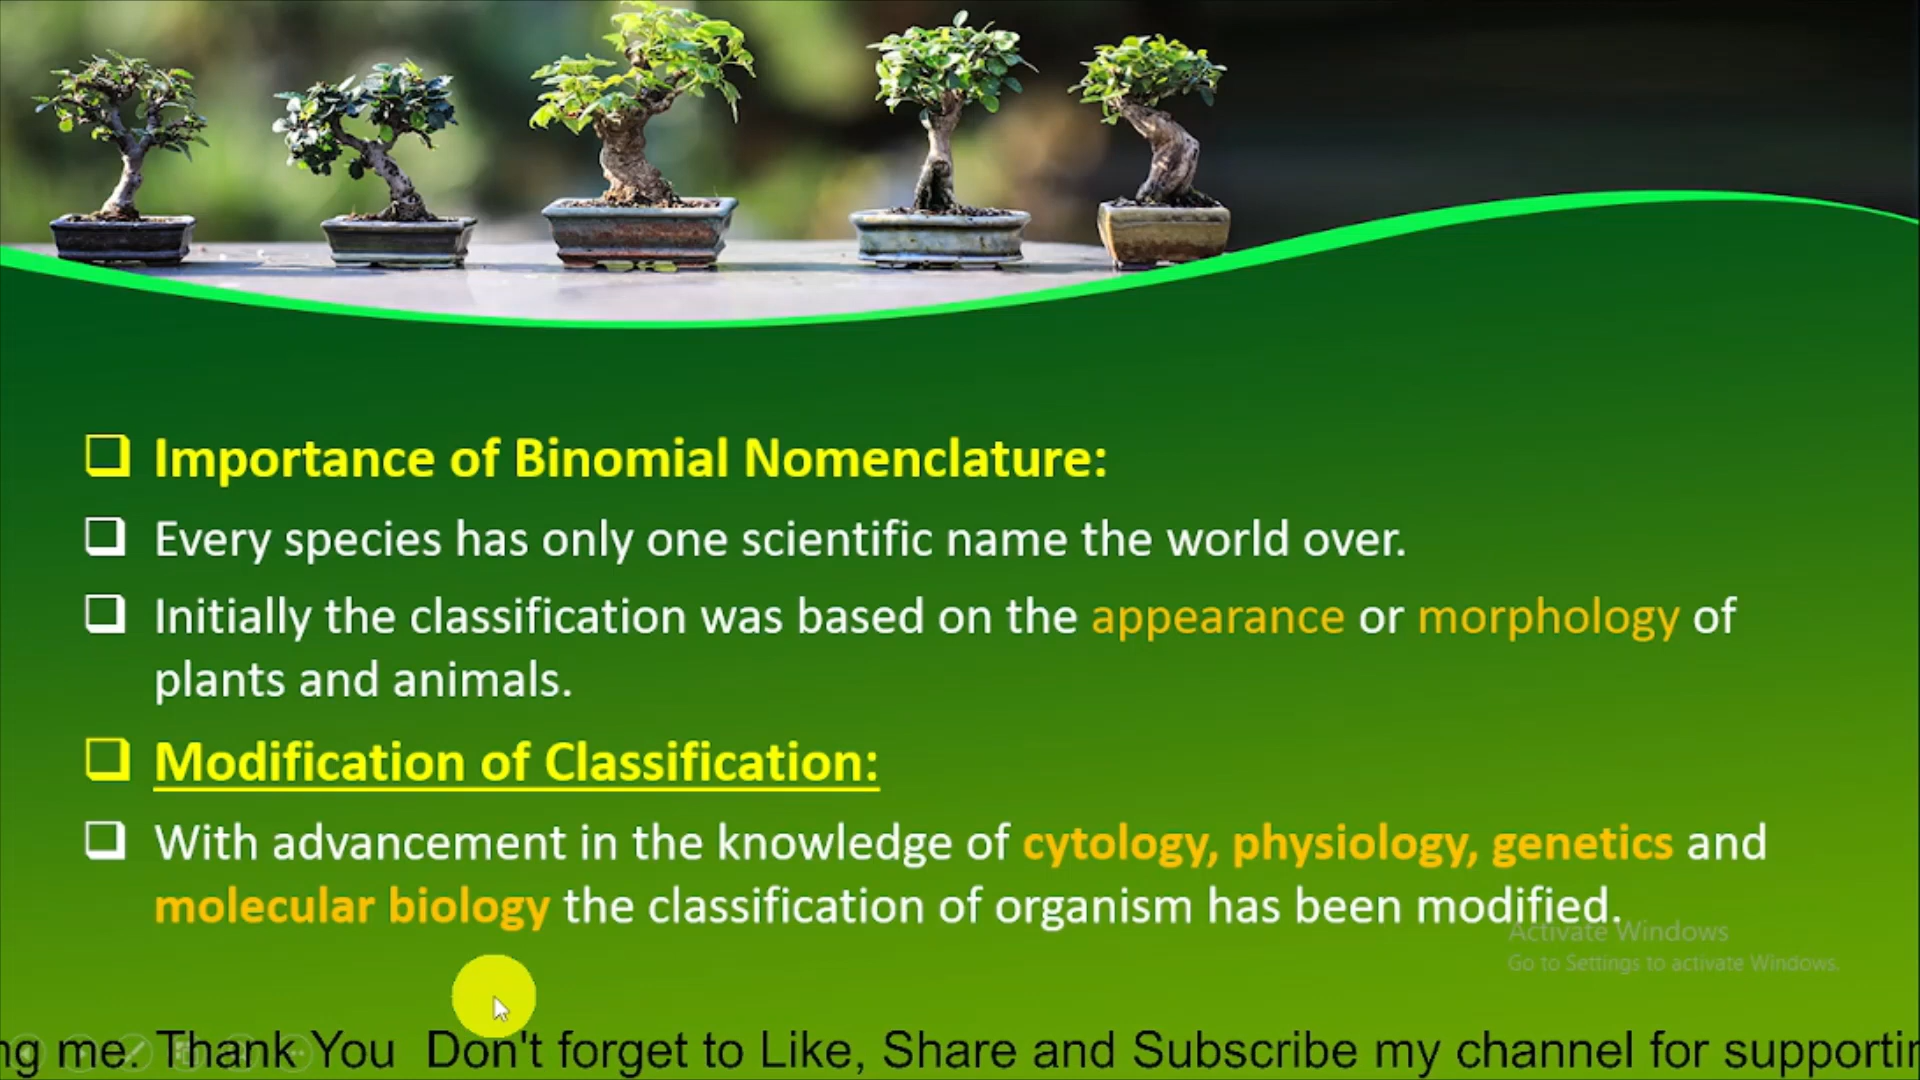 Importance of Binomial Nomenclature:
Every species has only one scientific name the world over.
Initially the classification was based on the appearance or morphology of
plants and animals.
Modification of Classification:
With advancement in the knowledge of cytology, physiology, genetics and
molecular biology the classification of organism has been modified.
Activate Windows
Go to Settings to activate Windows.
ng me. Thank You Don't forget to Like, Share and Subscribe my channel for supportin